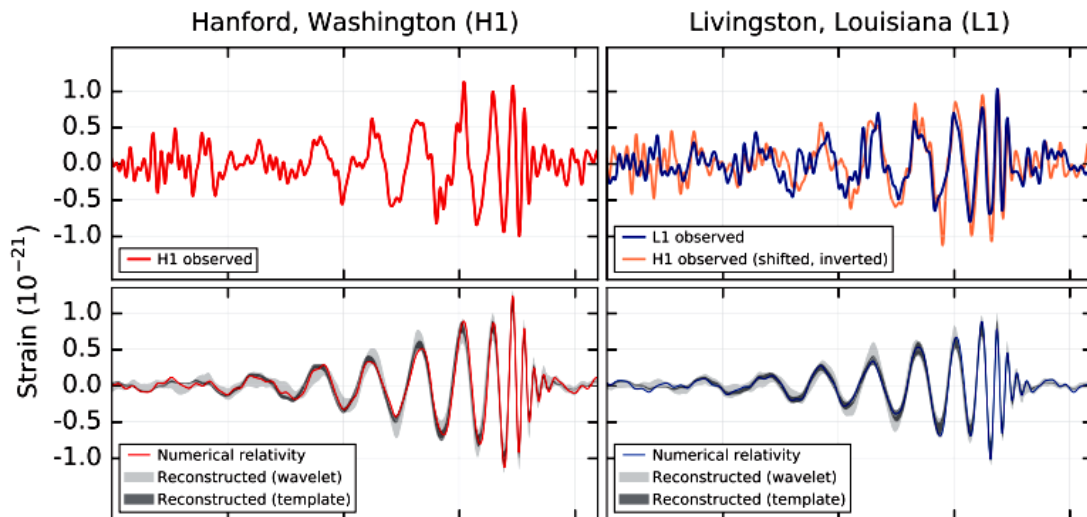 Hanford, Washington (H1)
Livingston, Louisiana (L1)
Strain (10⁻²¹)
1.0
0.5
0.0
-0.5
-1.0
H1 observed
L1 observed
H1 observed (shifted, inverted)
1.0
0.5
0.0
-0.5
-1.0
Numerical relativity
Reconstructed (wavelet)
Reconstructed (template)
Numerical relativity
Reconstructed (wavelet)
Reconstructed (template)